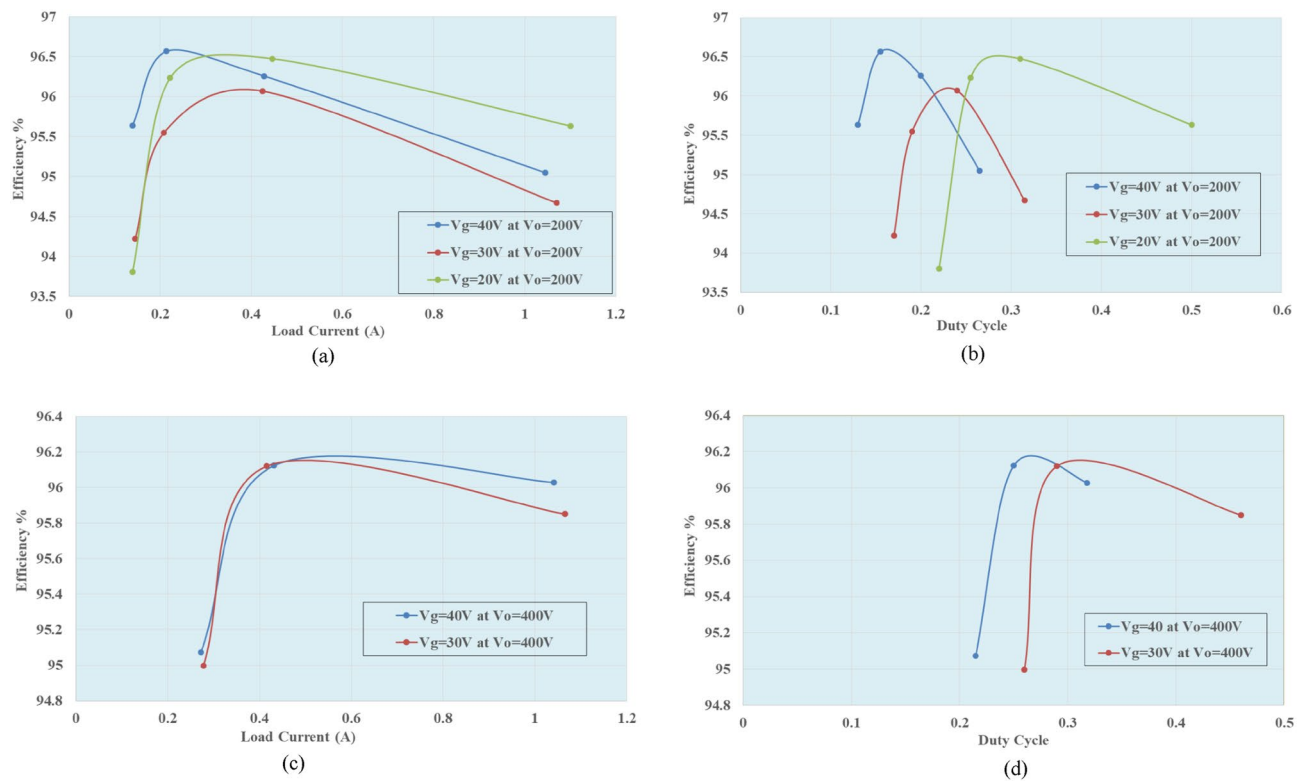 97
96.5
96
95.5
95
94.5
94
93.5
Efficiency %
0 0.2 0.4 0.6 0.8 1 1.2
Load Current (A)
Vg=40V at Vo=200V
Vg=30V at Vo=200V
Vg=20V at Vo=200V
(a)
97
96.5
96
95.5
95
94.5
94
93.5
Efficiency %
0 0.1 0.2 0.3 0.4 0.5 0.6
Duty Cycle
Vg=40V at Vo=200V
Vg=30V at Vo=200V
Vg=20V at Vo=200V
(b)
96.4
96.2
96
95.8
95.6
95.4
95.2
95
94.8
Efficiency %
0 0.2 0.4 0.6 0.8 1 1.2
Load Current (A)
Vg=40V at Vo=400V
Vg=30V at Vo=400V
(c)
96.4
96.2
96
95.8
95.6
95.4
95.2
95
94.8
Efficiency %
0 0.1 0.2 0.3 0.4 0.5
Duty Cycle
Vg=40 at Vo=400V
Vg=30V at Vo=400V
(d)